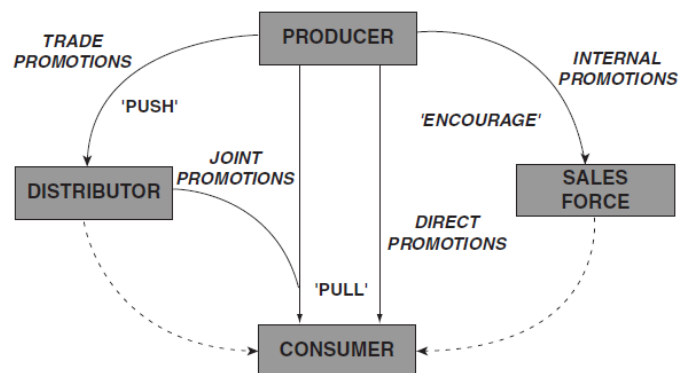 PRODUCER
TRADE
PROMOTIONS
INTERNAL
PROMOTIONS
'PUSH'
'ENCOURAGE'
JOINT
PROMOTIONS
DISTRIBUTOR
SALES
FORCE
DIRECT
PROMOTIONS
'PULL'
CONSUMER